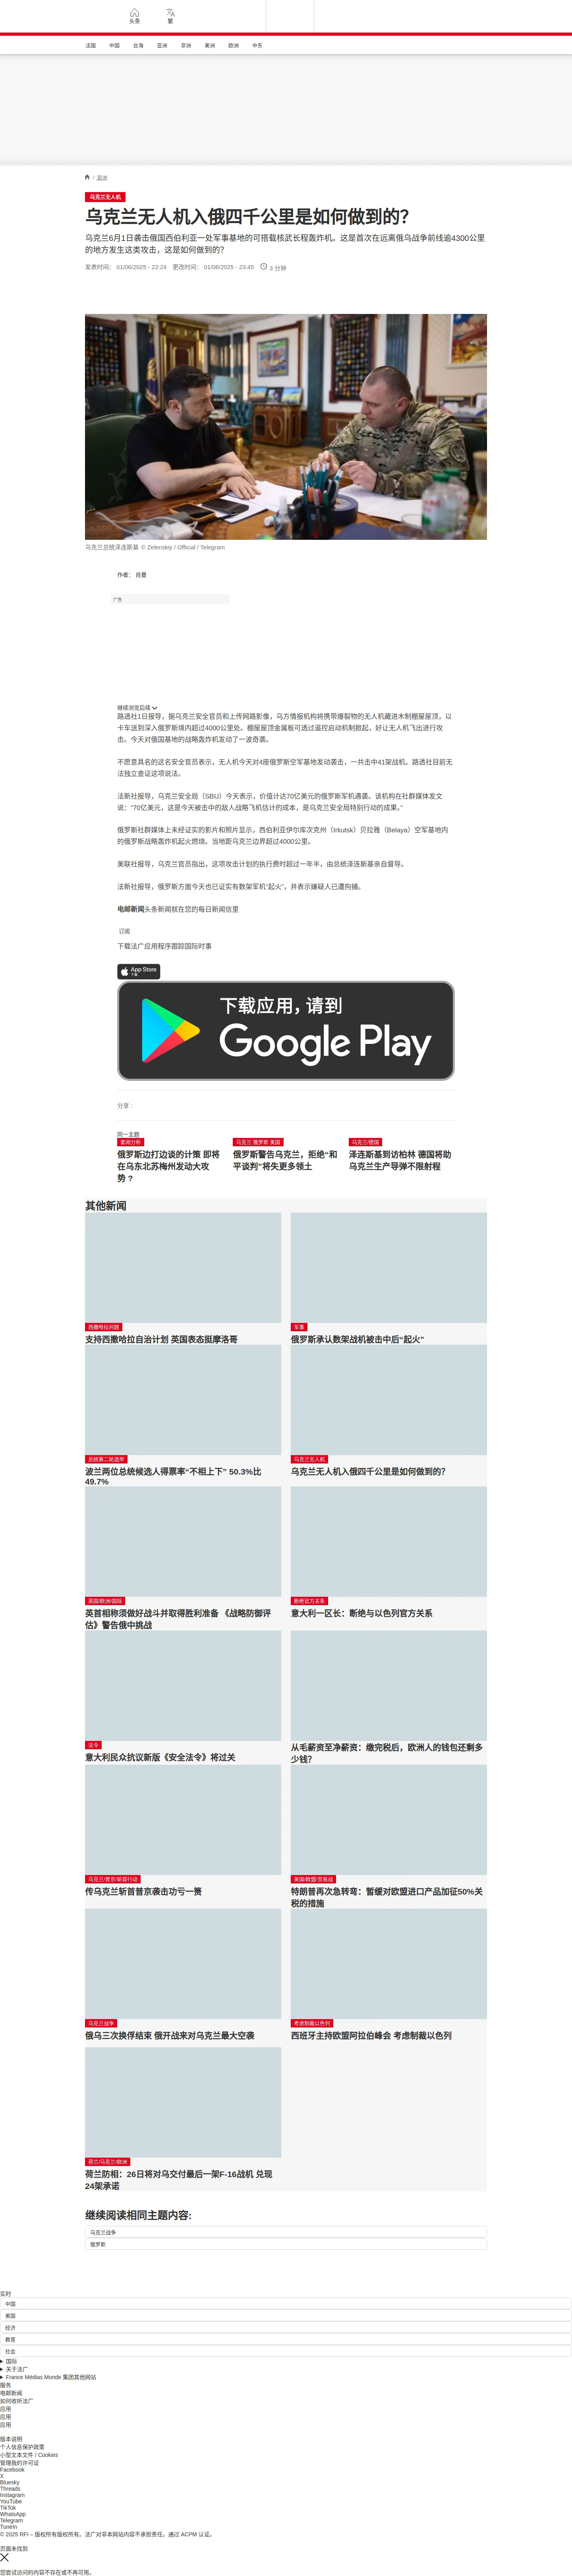 头条
繁
法国
中国
台海
亚洲
非洲
美洲
欧洲
中东
/ 欧洲
乌克兰无人机
乌克兰无人机入俄四千公里是如何做到的？
乌克兰6月1日袭击俄国西伯利亚一处军事基地的可搭载核武长程轰炸机。这是首次在远离俄乌战争前线逾4300公里
的地方发生这类攻击，这是如何做到的？
发表时间： 01/06/2025 - 22:24 更改时间： 01/06/2025 - 23:45 3 分钟
乌克兰总统泽连斯基 © Zelenskiy / Official / Telegram
作者： 肖曼
广告
继续浏览后续
路透社1日报导，据乌克兰安全官员和上传网路影像，乌方情报机构将携带爆裂物的无人机藏进木制棚屋屋顶，以
卡车送到深入俄罗斯境内超过4000公里处。棚屋屋顶金属板可透过遥控启动机制掀起，好让无人机飞出进行攻
击。今天对俄国基地的战略轰炸机发动了一波奇袭。
不愿意具名的这名安全官员表示，无人机今天对4座俄罗斯空军基地发动袭击，一共击中41架战机。路透社目前无
法独立查证这项说法。
法新社报导，乌克兰安全局（SBU）今天表示，价值计达70亿美元的俄罗斯军机遇袭。该机构在社群媒体发文
说：“70亿美元，这是今天被击中的敌人战略飞机估计的成本，是乌克兰安全局特别行动的成果。”
俄罗斯社群媒体上未经证实的影片和照片显示，西伯利亚伊尔库次克州（Irkutsk）贝拉雅（Belaya）空军基地内
的俄罗斯战略轰炸机起火燃烧。当地距乌克兰边界超过4000公里。
美联社报导，乌克兰官员指出，这项攻击计划的执行费时超过一年半，由总统泽连斯基亲自督导。
法新社报导，俄罗斯方面今天也已证实有数架军机“起火”，并表示嫌疑人已遭拘捕。
电邮新闻头条新闻就在您的每日新闻信里
订阅
下载法广应用程序跟踪国际时事
App Store
下载
下载应用，请到
Google Play
分享 :
同一主题
要闻分析
俄罗斯边打边谈的计策 即将
在乌东北苏梅州发动大攻
势 ?
乌克兰 俄罗斯 美国
俄罗斯警告乌克兰，拒绝“和
平谈判”将失更多领土
乌克兰/德国
泽连斯基到访柏林 德国将助
乌克兰生产导弹不限射程
其他新闻
西撒哈拉问题
支持西撒哈拉自治计划 英国表态挺摩洛哥
军事
俄罗斯承认数架战机被击中后“起火”
总统第二轮选举
波兰两位总统候选人得票率“不相上下” 50.3%比
49.7%
乌克兰无人机
乌克兰无人机入俄四千公里是如何做到的？
英国/欧洲/国际
英首相称须做好战斗并取得胜利准备 《战略防御评
估》警告俄中挑战
断绝官方关系
意大利一区长：断绝与以色列官方关系
法令
意大利民众抗议新版《安全法令》将过关
从毛薪资至净薪资：缴完税后，欧洲人的钱包还剩多
少钱？
乌克兰/普京/斩首行动
传乌克兰斩首普京袭击功亏一篑
美国/欧盟/贸易战
特朗普再次急转弯：暂缓对欧盟进口产品加征50%关
税的措施
乌克兰战争
俄乌三次换俘结束 俄开战来对乌克兰最大空袭
考虑制裁以色列
西班牙主持欧盟阿拉伯峰会 考虑制裁以色列
荷兰/乌克兰/欧洲
荷兰防相：26日将对乌交付最后一架F-16战机 兑现
24架承诺
继续阅读相同主题内容:
乌克兰战争
俄罗斯
实时
中国
美国
经济
教育
社会
国际
关于法广
France Médias Monde 集团其他网站
服务
电邮新闻
如何收听法广
应用
应用
应用
版本说明
个人信息保护政策
小型文本文件 / Cookies
管理我的许可证
Facebook
X
Bluesky
Threads
Instagram
YouTube
TikTok
WhatsApp
Telegram
TuneIn
© 2025 RFI – 版权所有版权所有。法广对非本网站内容不承担责任。通过 ACPM 认证。
页面未找到
您尝试访问的内容不存在或不再可用。